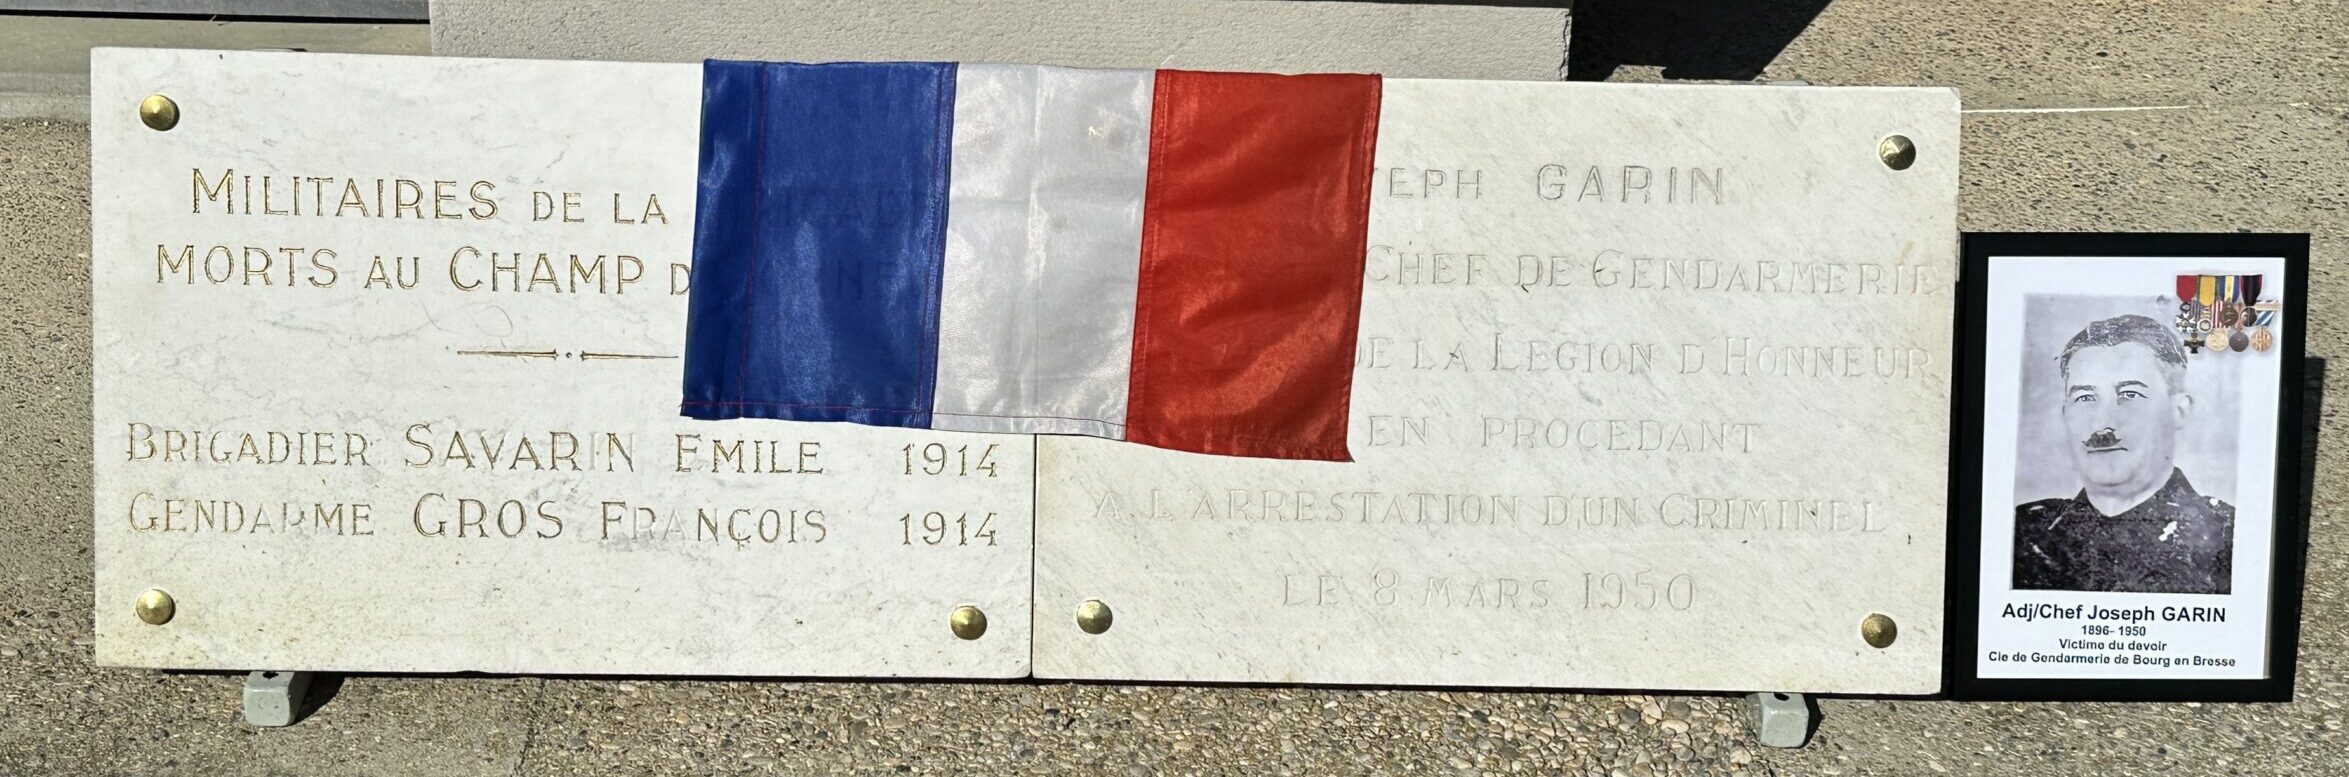 MILITAIRES DE LA
MORTS AU CHAMP D
BRIGADIER SAVARIN EMILE 1914
GENDARME GROS FRANÇOIS 1914
EPH GARIN
CHEF DE GENDARMERIE
DE LA LEGION D'HONNEUR
EN PROCEDANT
A L'ARRESTATION D'UN CRIMINEL
LE 8 MARS 1950
Adj/Chef Joseph GARIN
1896- 1950
Victime du devoir
Cie de Gendarmerie de Bourg en Bresse